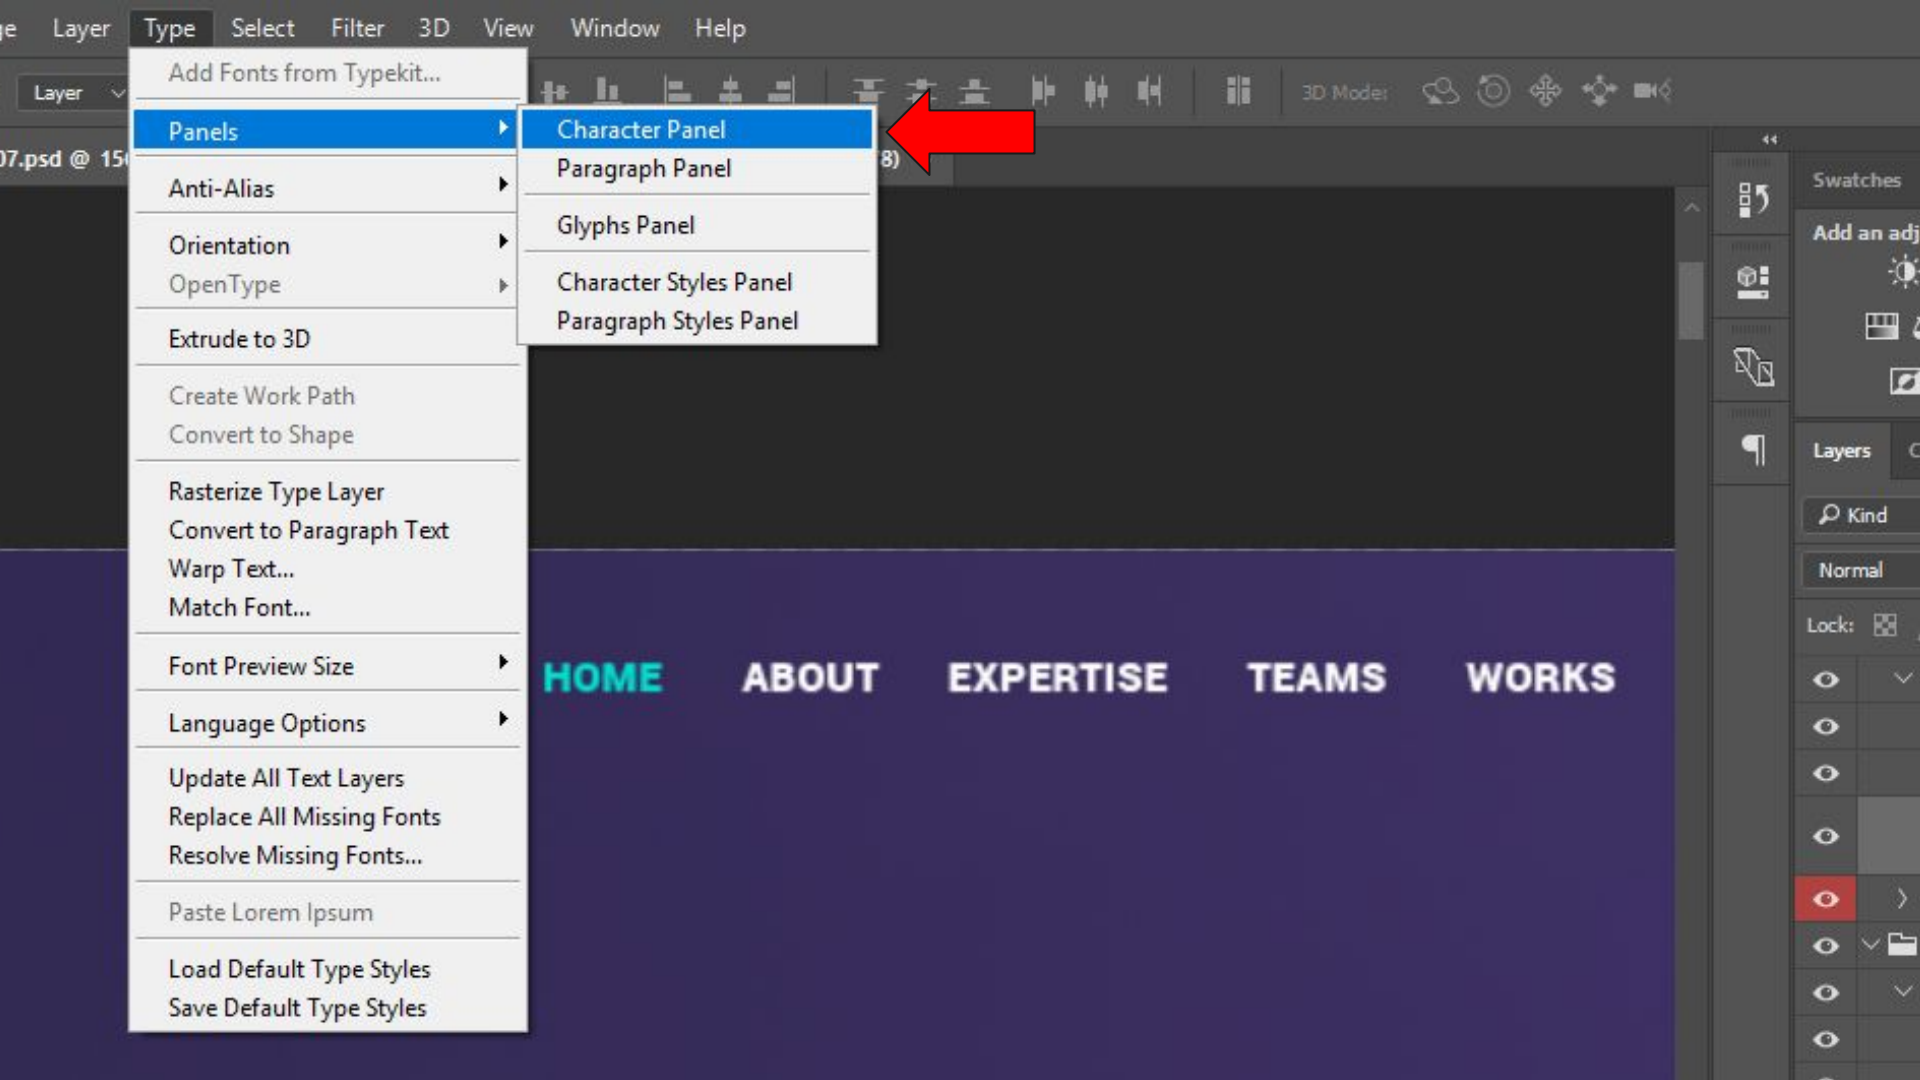 Layer Type Select Filter 3D View Window Help
Layer
3D Mode:
07.psd @ 8)
Add Fonts from Typekit...
Panels
Anti-Alias
Orientation
OpenType
Extrude to 3D
Create Work Path
Convert to Shape
Rasterize Type Layer
Convert to Paragraph Text
Warp Text...
Match Font...
Font Preview Size
Language Options
Update All Text Layers
Replace All Missing Fonts
Resolve Missing Fonts...
Paste Lorem Ipsum
Load Default Type Styles
Save Default Type Styles
Character Panel
Paragraph Panel
Glyphs Panel
Character Styles Panel
Paragraph Styles Panel
HOME ABOUT EXPERTISE TEAMS WORKS
Swatches
Add an adj
Layers
Kind
Normal
Lock: